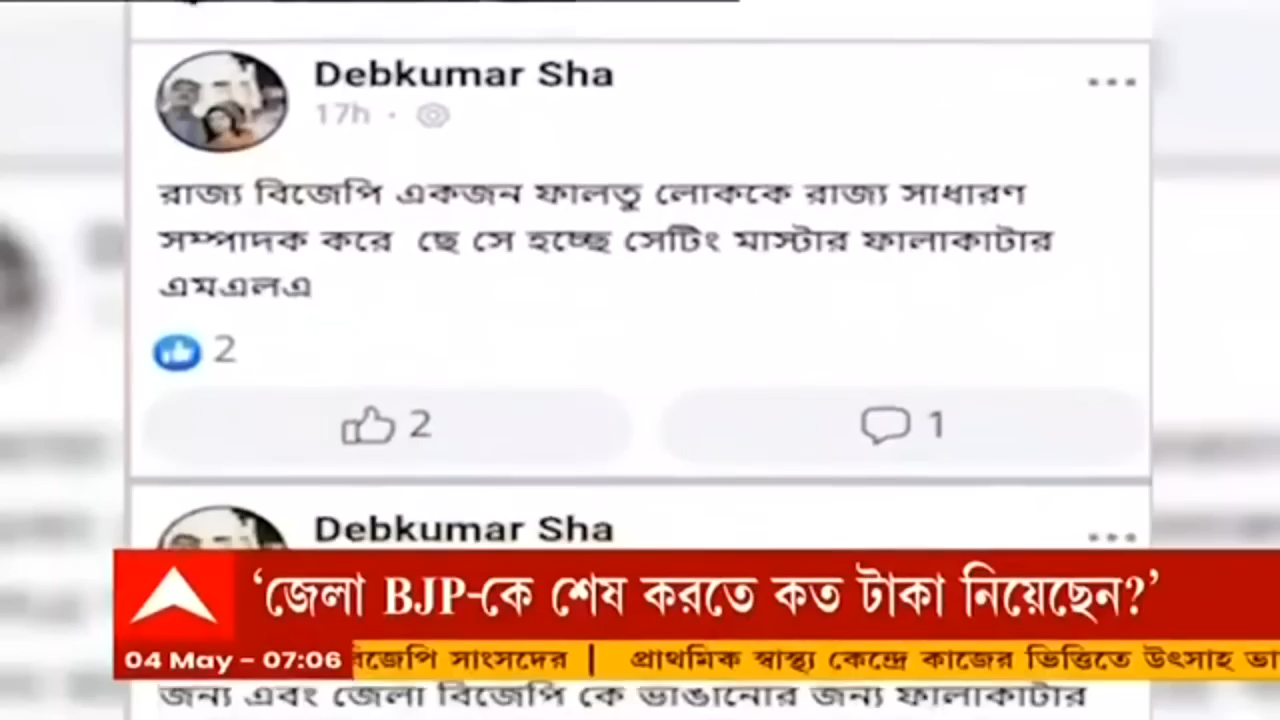 Debkumar Sha
17h ·
রাজ্য বিজেপি একজন ফালতু লোককে রাজ্য সাধারণ
সম্পাদক করে ছে সে হচ্ছে সেটিং মাস্টার ফালাকাটার
এমএলএ
2
2
1
Debkumar Sha
‘জেলা BJP-কে শেষ করতে কত টাকা নিয়েছেন?’
04 May – 07:06
বিজেপি সাংসদের | প্রাথমিক স্বাস্থ্য কেন্দ্রে কাজের ভিত্তিতে উৎসাহ ভা
জন্য এবং জেলা বিজেপি কে ভাঙানোর জন্য ফালাকাটার